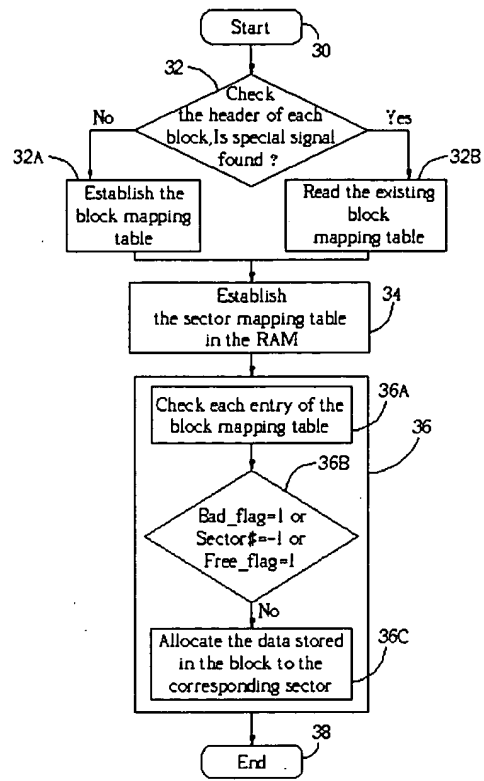 Start
30
32
Check
the header of each
block,Is special signal
found ?
No
Yes
32A
32B
Establish the
block mapping
table
Read the existing
block
mapping table
Establish
the sector mapping table
in the RAM
34
36A
Check each entry of the
block mapping table
36
36B
Bad_flag=1 or
Sector$=-1 or
Free_flag=1
No
Allocate the data stored
in the block to the
corresponding sector
36C
End
38